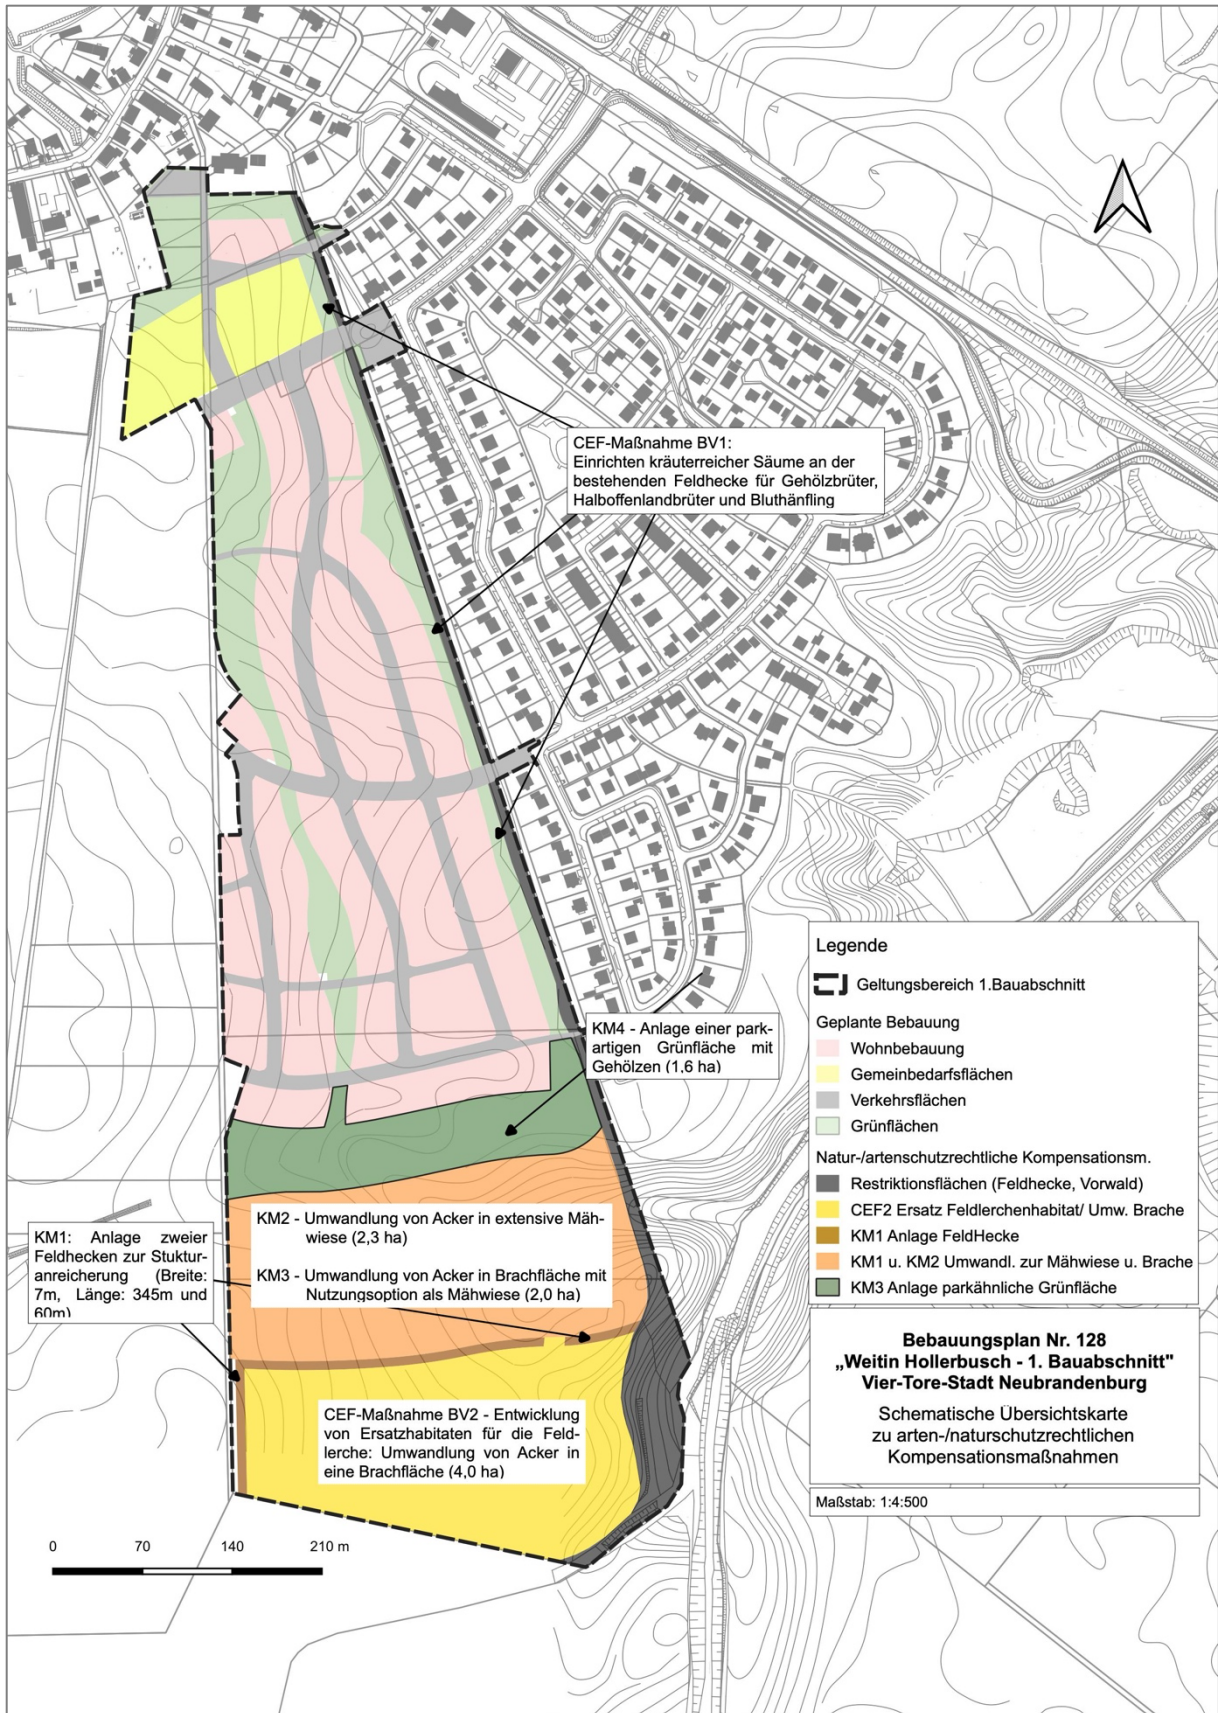 CEF-Maßnahme BV1:
Einrichten kräuterreicher Säume an der
bestehenden Feldhecke für Gehölzbrüter,
Halboffenlandbrüter und Bluthänfling
Legende
Geltungsbereich 1.Bauabschnitt
Geplante Bebauung
Wohnbebauung
Gemeinbedarfsflächen
Verkehrsflächen
Grünflächen
Natur-/artenschutzrechtliche Kompensationsm.
Restriktionsflächen (Feldhecke, Vorwald)
CEF2 Ersatz Feldlerchenhabitat/ Umw. Brache
KM1 Anlage FeldHecke
KM1 u. KM2 Umwandl. zur Mähwiese u. Brache
KM3 Anlage parkähnliche Grünfläche
KM4 - Anlage einer park-
artigen Grünfläche mit
Gehölzen (1,6 ha)
KM2 - Umwandlung von Acker in extensive Mäh-
wiese (2,3 ha)
KM3 - Umwandlung von Acker in Brachfläche mit
Nutzungsoption als Mähwiese (2,0 ha)
KM1: Anlage zweier
Feldhecken zur Stuktur-
anreicherung (Breite:
7m, Länge: 345m und
60m)
CEF-Maßnahme BV2 - Entwicklung
von Ersatzhabitaten für die Feld-
lerche: Umwandlung von Acker in
eine Brachfläche (4,0 ha)
Bebauungsplan Nr. 128
„Weitin Hollerbusch - 1. Bauabschnitt"
Vier-Tore-Stadt Neubrandenburg
Schematische Übersichtskarte
zu arten-/naturschutzrechtlichen
Kompensationsmaßnahmen
Maßstab: 1:4:500
0 70 140 210 m